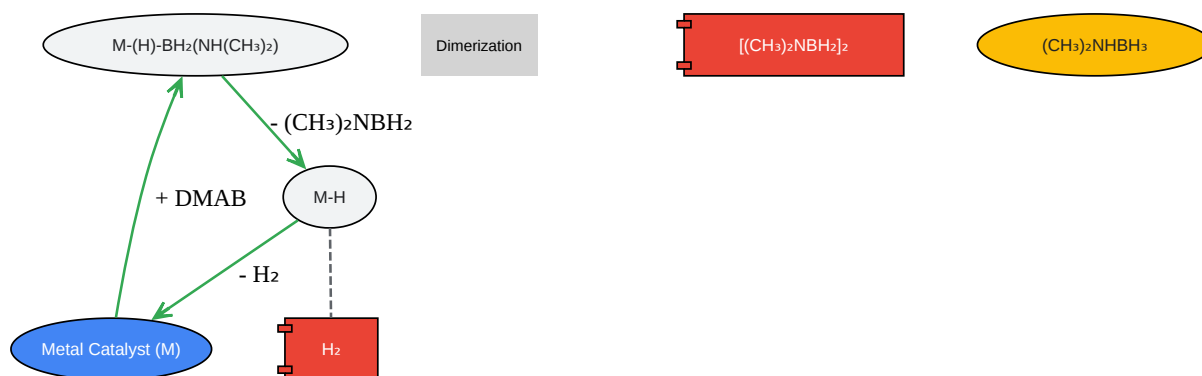 M-(H)-BH₂(NH(CH₃)₂)
Dimerization
[(CH₃)₂NBH₂]₂
(CH₃)₂NHBH₃
- (CH₃)₂NBH₂
M-H
+ DMAB
- H₂
Metal Catalyst (M)
H₂